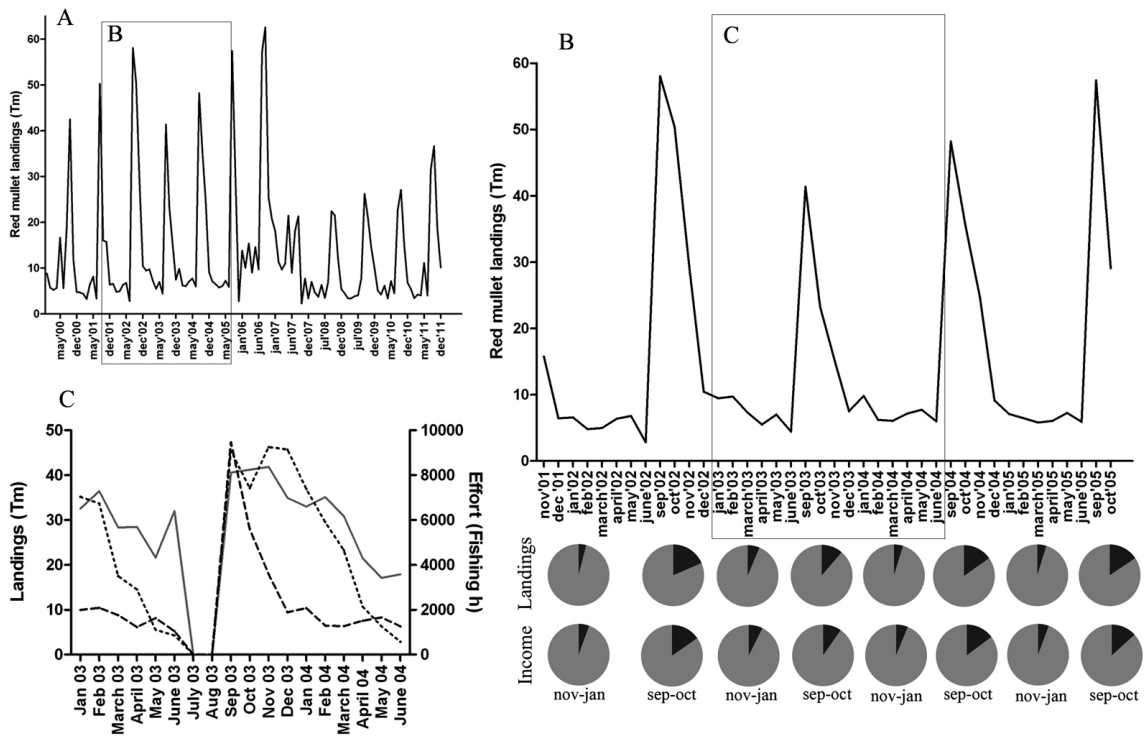 A
B
Red mullet landings (Tm)
60
50
40
30
20
10
0
may'00
dec'00
may'01
dec'01
may'02
dec'02
may'03
dec'03
may'04
dec'04
may'05
jan'06
jun'06
jan'07
jun'07
dec'07
jul'08
dec'08
jul'09
dec'09
may'10
dec'10
may'11
dec'11
C
Landings (Tm)
50
40
30
20
10
0
10000
8000
6000
4000
2000
0
Effort (Fishing h)
Jan 03
Feb 03
March 03
April 03
May 03
June 03
July 03
Aug 03
Sep 03
Oct 03
Nov 03
Dec 03
Jan 04
Feb 04
March 04
April 04
May 04
June 04
B
C
Red mullet landings (Tm)
60
50
40
30
20
10
0
nov'01
dec '01
jan'02
feb'02
march'02
april'02
may'02
june'02
sep'02
oct'02
nov'02
dec'02
jan'03
feb'03
march'03
april'03
may'03
june'03
sep'03
oct'03
nov'03
dec'03
jan'04
feb'04
march'04
april'04
may'04
june'04
sep'04
oct'04
nov'04
dec'04
jan'05
feb'05
march'05
april'05
may'05
june'05
sep'05
oct'05
Landings
Income
nov-jan sep-oct nov-jan sep-oct nov-jan sep-oct nov-jan sep-oct